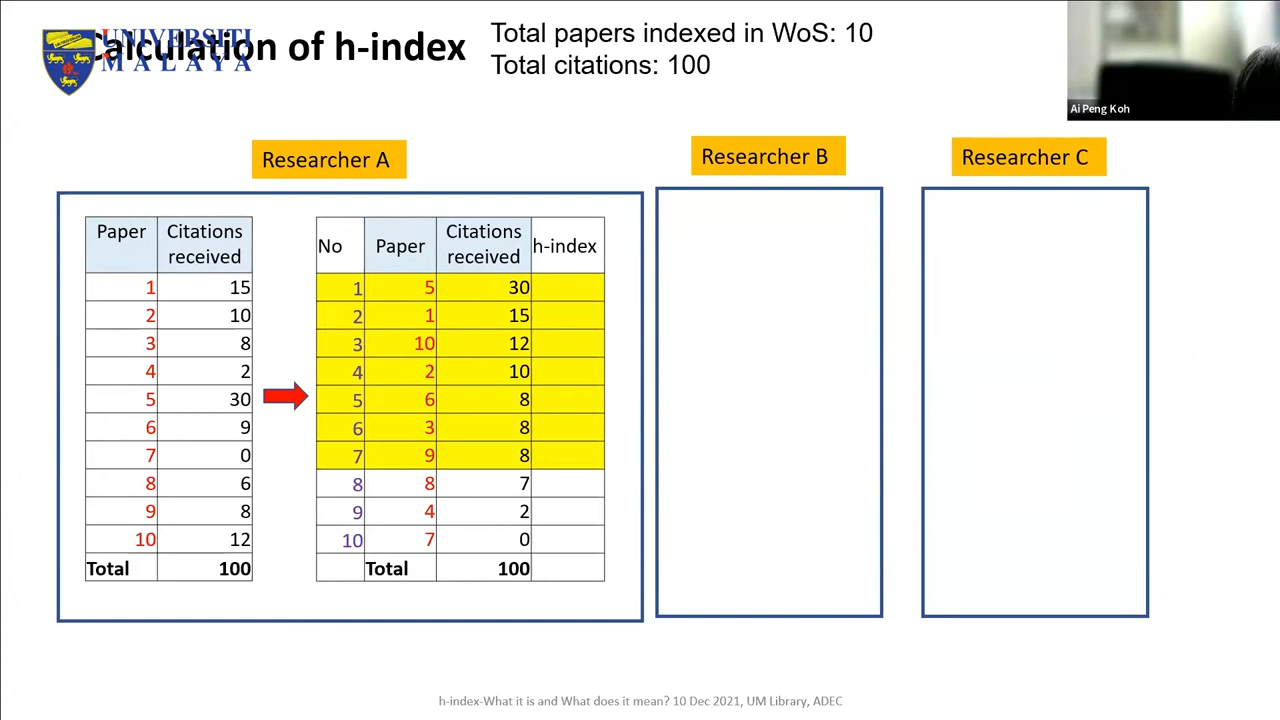 UNIVERSITI
MALAYA
Calculation of h-index
Total papers indexed in WoS: 10
Total citations: 100
Ai Peng Koh
Researcher A
Researcher B
Researcher C
Paper Citations received
1 15
2 10
3 8
4 2
5 30
6 9
7 0
8 6
9 8
10 12
Total 100
No Paper Citations received h-index
1 5 30
2 1 15
3 10 12
4 2 10
5 6 8
6 3 8
7 9 8
8 8 7
9 4 2
10 7 0
Total 100
h-index-What it is and What does it mean? 10 Dec 2021, UM Library, ADEC